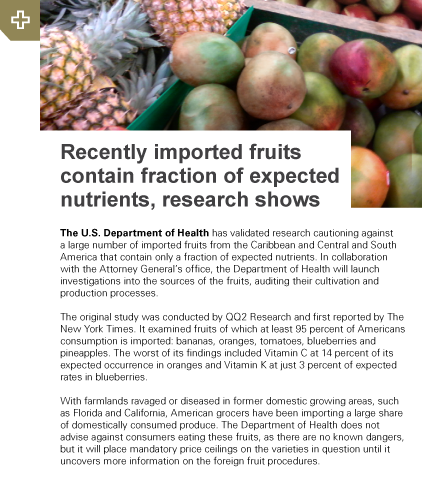 Recently imported fruits
contain fraction of expected
nutrients, research shows
The U.S. Department of Health has validated research cautioning against
a large number of imported fruits from the Caribbean and Central and South
America that contain only a fraction of expected nutrients. In collaboration
with the Attorney General's office, the Department of Health will launch
investigations into the sources of the fruits, auditing their cultivation and
production processes.
The original study was conducted by QQ2 Research and first reported by The
New York Times. It examined fruits of which at least 95 percent of Americans
consumption is imported: bananas, oranges, tomatoes, blueberries and
pineapples. The worst of its findings included Vitamin C at 14 percent of its
expected occurrence in oranges and Vitamin K at just 3 percent of expected
rates in blueberries.
With farmlands ravaged or diseased in former domestic growing areas, such
as Florida and California, American grocers have been importing a large share
of domestically consumed produce. The Department of Health does not
advise against consumers eating these fruits, as there are no known dangers,
but it will place mandatory price ceilings on the varieties in question until it
uncovers more information on the foreign fruit procedures.